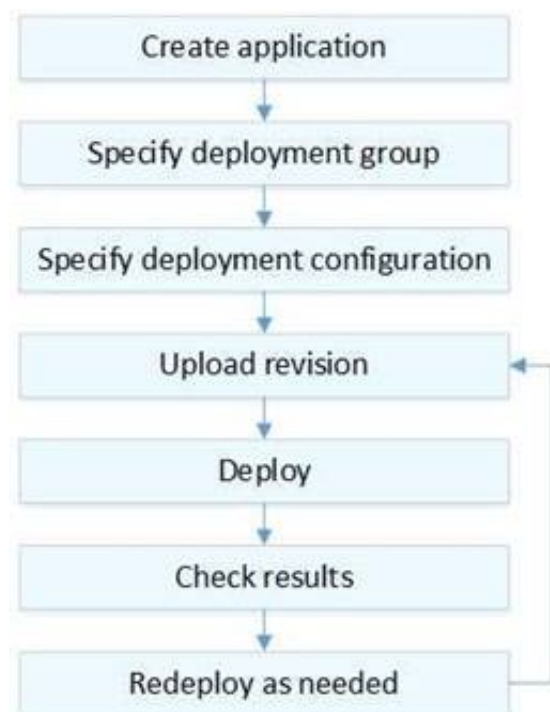 Create application
Specify deployment group
Specify deployment configuration
Upload revision
Deploy
Check results
Redeploy as needed